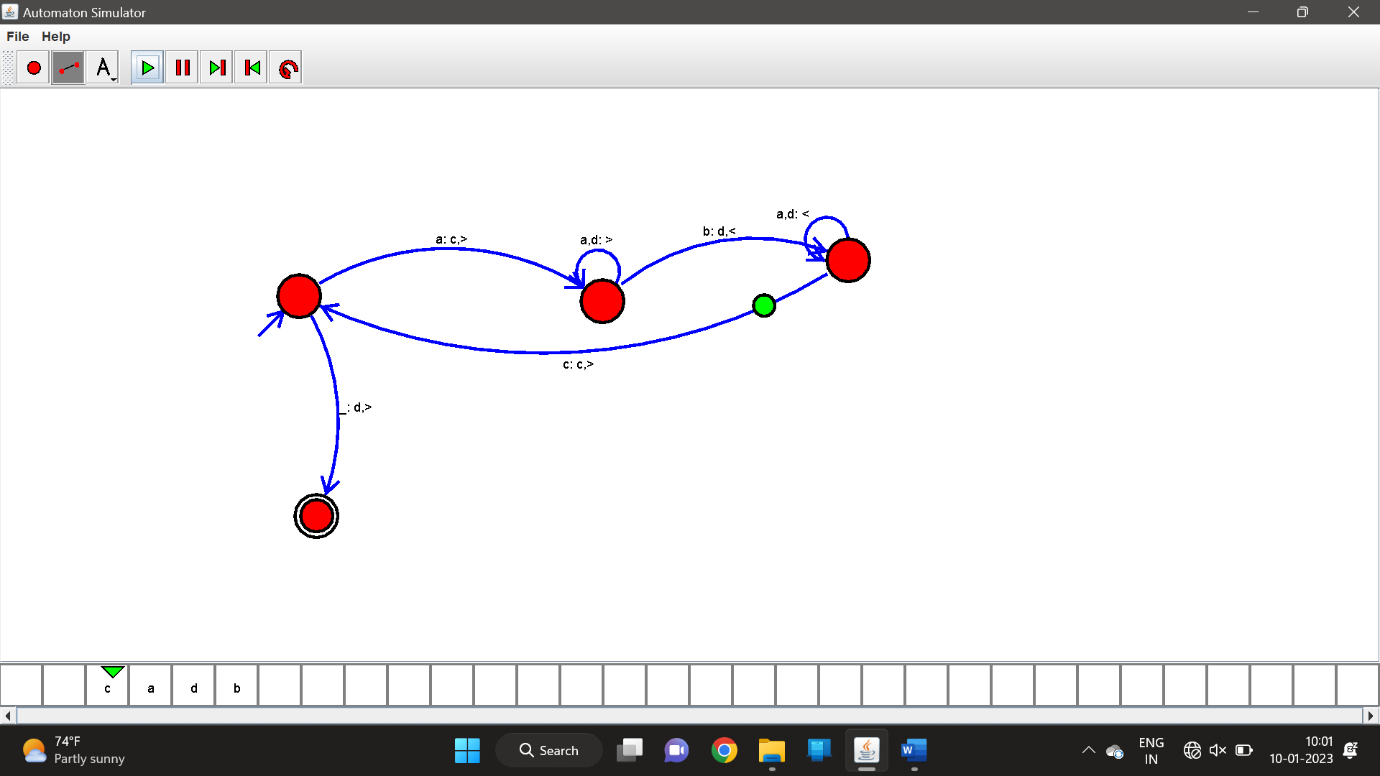 Automaton Simulator
File Help
A
a,d: <
b: d,<
a: c,>
a,d: >
c: c,>
_: d,>
c a d b
74°F
Partly sunny
Search
ENG
IN
10:01
10-01-2023